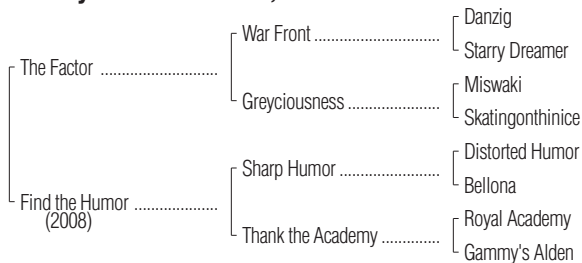 Danzig
War Front ......................................
Starry Dreamer
The Factor ...................................
Miswaki
Greyciousness ............................
Skatingonthinice
Distorted Humor
Sharp Humor ..............................
Bellona
Find the Humor .........................
(2008)
Royal Academy
Thank the Academy .................
Gammy's Alden